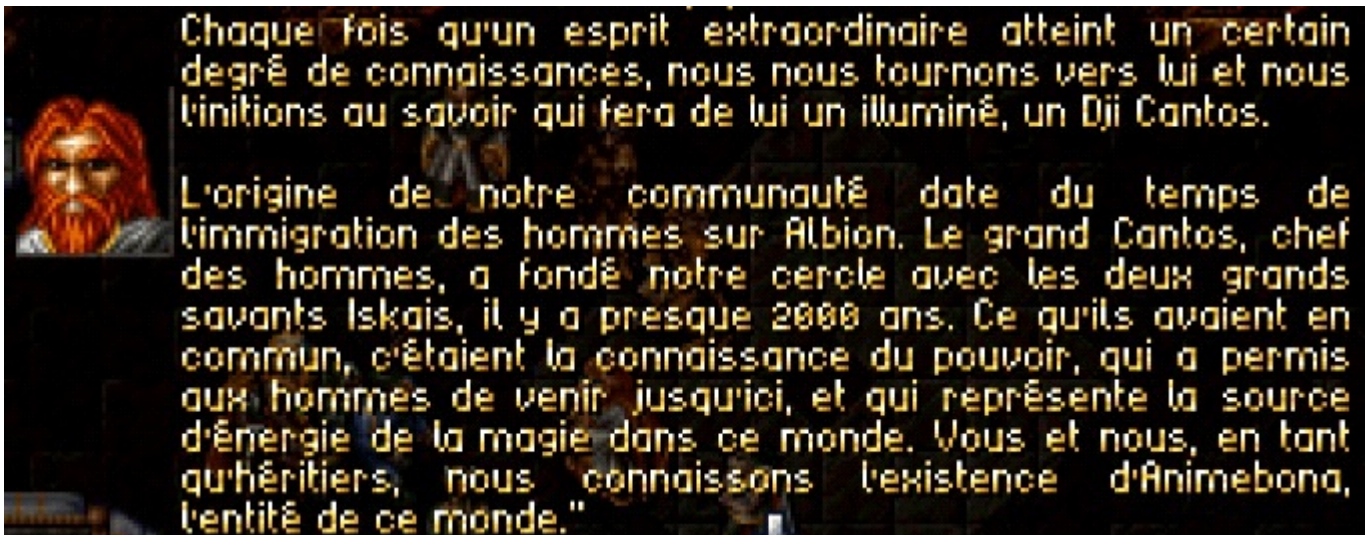 Chaque fois qu'un esprit extraordinaire atteint un certain
degré de connaissances, nous nous tournons vers lui et nous
l'initions au savoir qui fera de lui un illuminé, un Dji Cantos.
L'origine de notre communauté date du temps de
l'immigration des hommes sur Albion. Le grand Cantos, chef
des hommes, a fondé notre cercle avec les deux grands
savants Iskais, il y a presque 2000 ans. Ce qu'ils avaient en
commun, c'étaient la connaissance du pouvoir, qui a permis
aux hommes de venir jusqu'ici, et qui représente la source
d'énergie de la magie dans ce monde. Vous et nous, en tant
qu'héritiers, nous connaissons l'existence d'Animebona,
l'entité de ce monde."